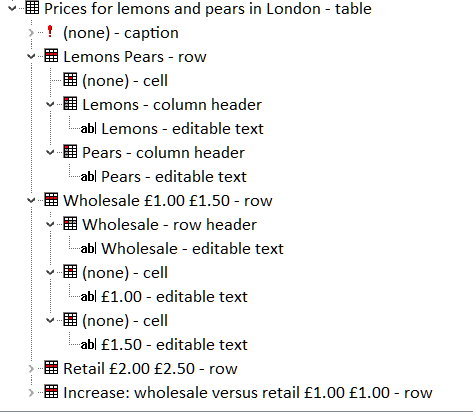 Prices for lemons and pears in London - table
(none) - caption
Lemons Pears - row
(none) - cell
Lemons - column header
ab| Lemons - editable text
Pears - column header
ab| Pears - editable text
Wholesale £1.00 £1.50 - row
Wholesale - row header
ab| Wholesale - editable text
(none) - cell
ab| £1.00 - editable text
(none) - cell
ab| £1.50 - editable text
Retail £2.00 £2.50 - row
Increase: wholesale versus retail £1.00 £1.00 - row